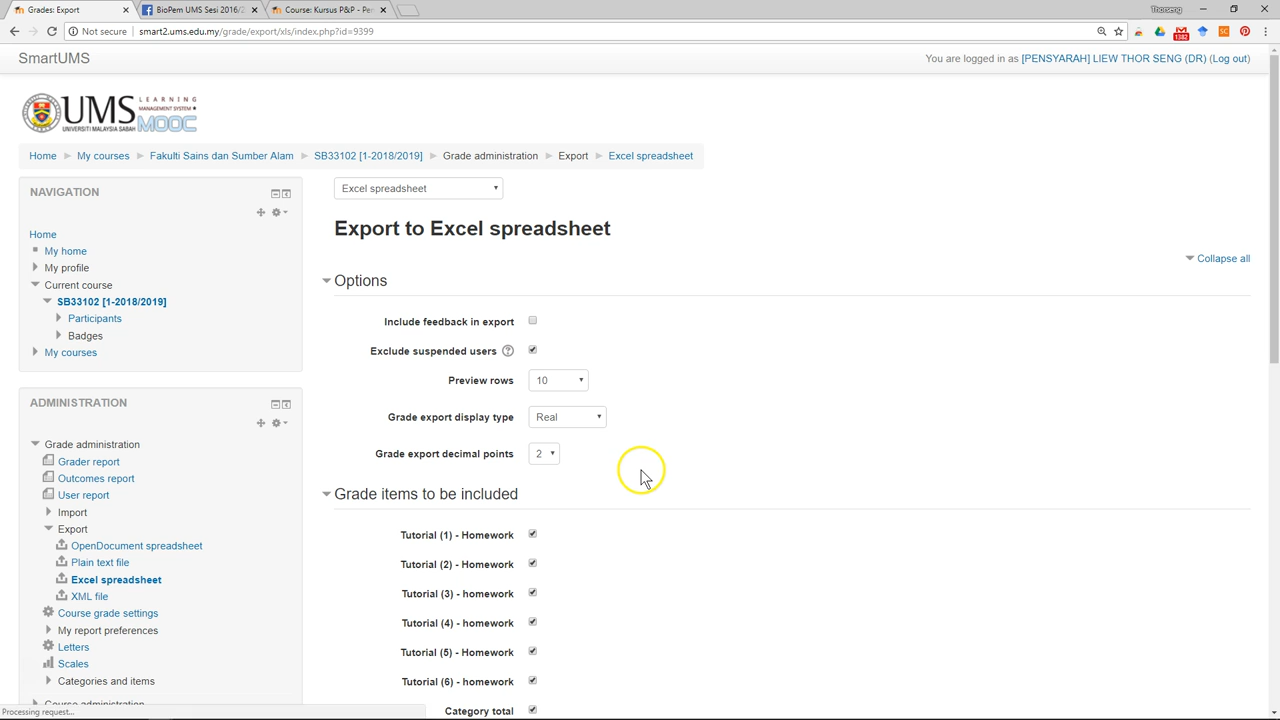 Grades: Export
BioPem UMS Sesi 2016/2
Course: Kursus P&P - Per
Thorseng
Not secure
smart2.ums.edu.my/grade/export/xls/index.php?id=9399
1382
SC
SmartUMS
You are logged in as [PENSYARAH] LIEW THOR SENG (DR) (Log out)
UMS
LEARNING
MANAGEMENT SYSTEM
MOOC
UNIVERSITI MALAYSIA SABAH
Home
My courses
Fakulti Sains dan Sumber Alam
SB33102 [1-2018/2019]
Grade administration
Export
Excel spreadsheet
NAVIGATION
Home
My home
My profile
Current course
SB33102 [1-2018/2019]
Participants
Badges
My courses
ADMINISTRATION
Grade administration
Grader report
Outcomes report
User report
Import
Export
OpenDocument spreadsheet
Plain text file
Excel spreadsheet
XML file
Course grade settings
My report preferences
Letters
Scales
Categories and items
Course administration
Processing request...
Excel spreadsheet
Export to Excel spreadsheet
Collapse all
Options
Include feedback in export
Exclude suspended users
Preview rows 10
Grade export display type Real
Grade export decimal points 2
Grade items to be included
Tutorial (1) - Homework
Tutorial (2) - Homework
Tutorial (3) - homework
Tutorial (4) - homework
Tutorial (5) - Homework
Tutorial (6) - homework
Category total